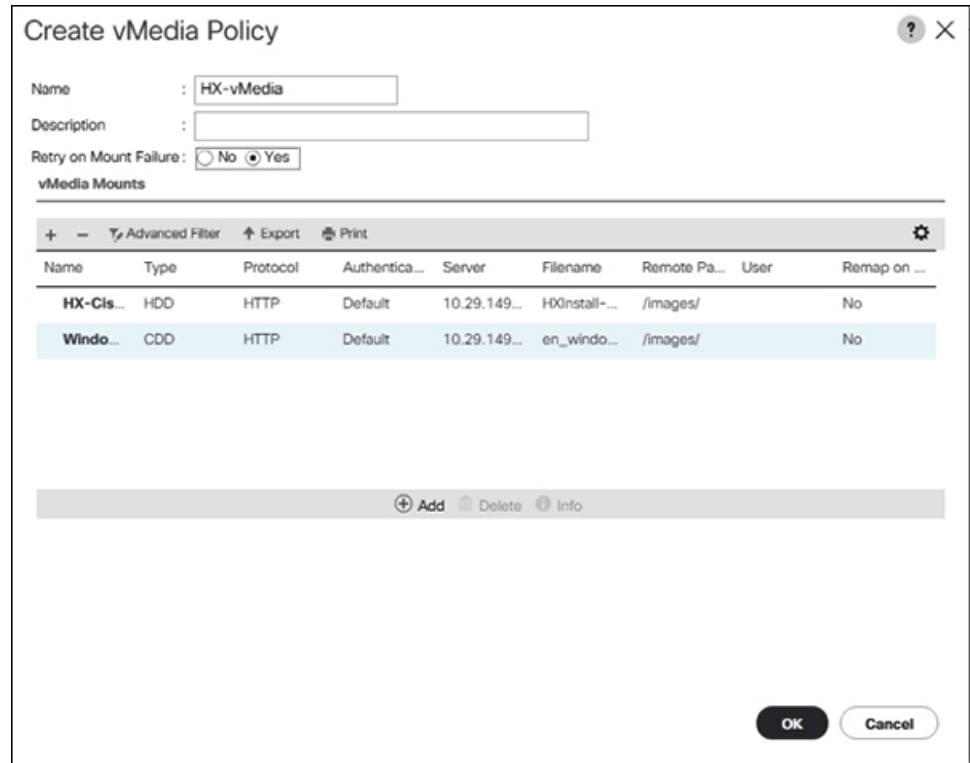 Create vMedia Policy ? ×
Name : HX-vMedia
Description :
Retry on Mount Failure : No Yes
vMedia Mounts
+ − Advanced Filter Export Print
Name Type Protocol Authentica... Server Filename Remote Pa... User Remap on ...
HX-Cis... HDD HTTP Default 10.29.149... HXInstall-... /images/ No
Windo... CDD HTTP Default 10.29.149... en_windo... /images/ No
Add Delete Info
OK Cancel